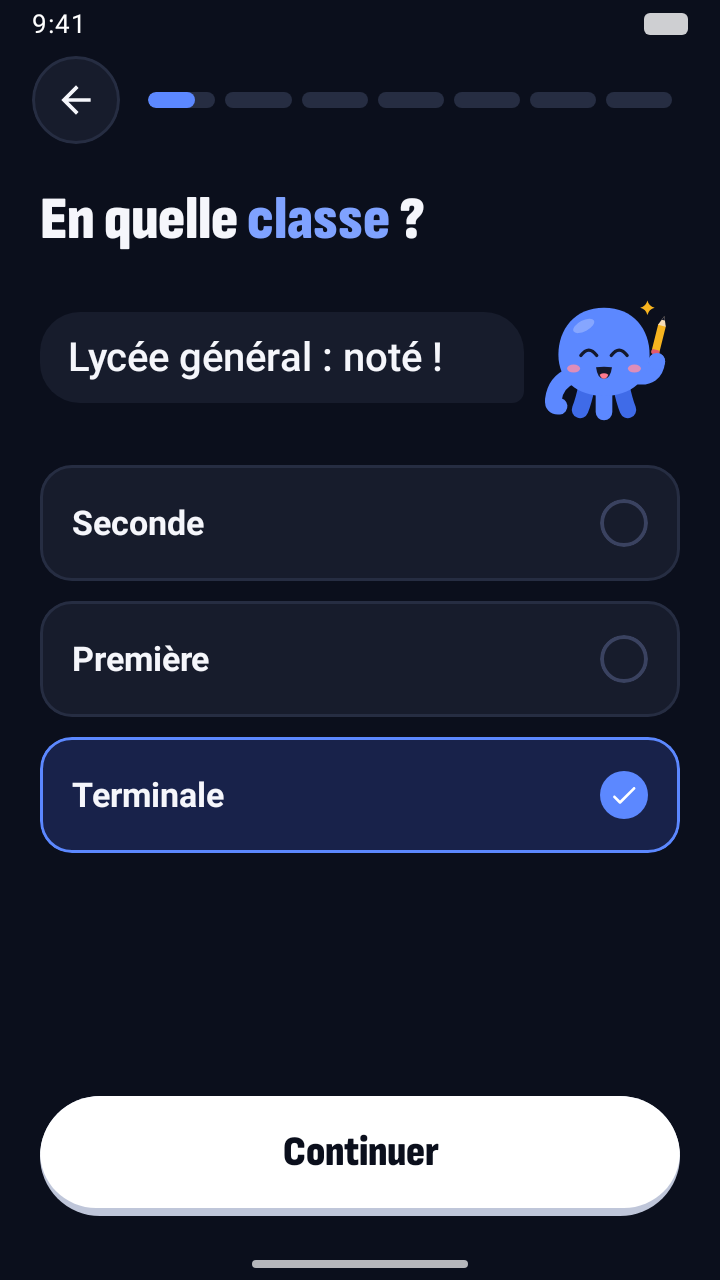 9:41
En quelle classe ?
Lycée général : noté !
Seconde
Première
Terminale
Continuer